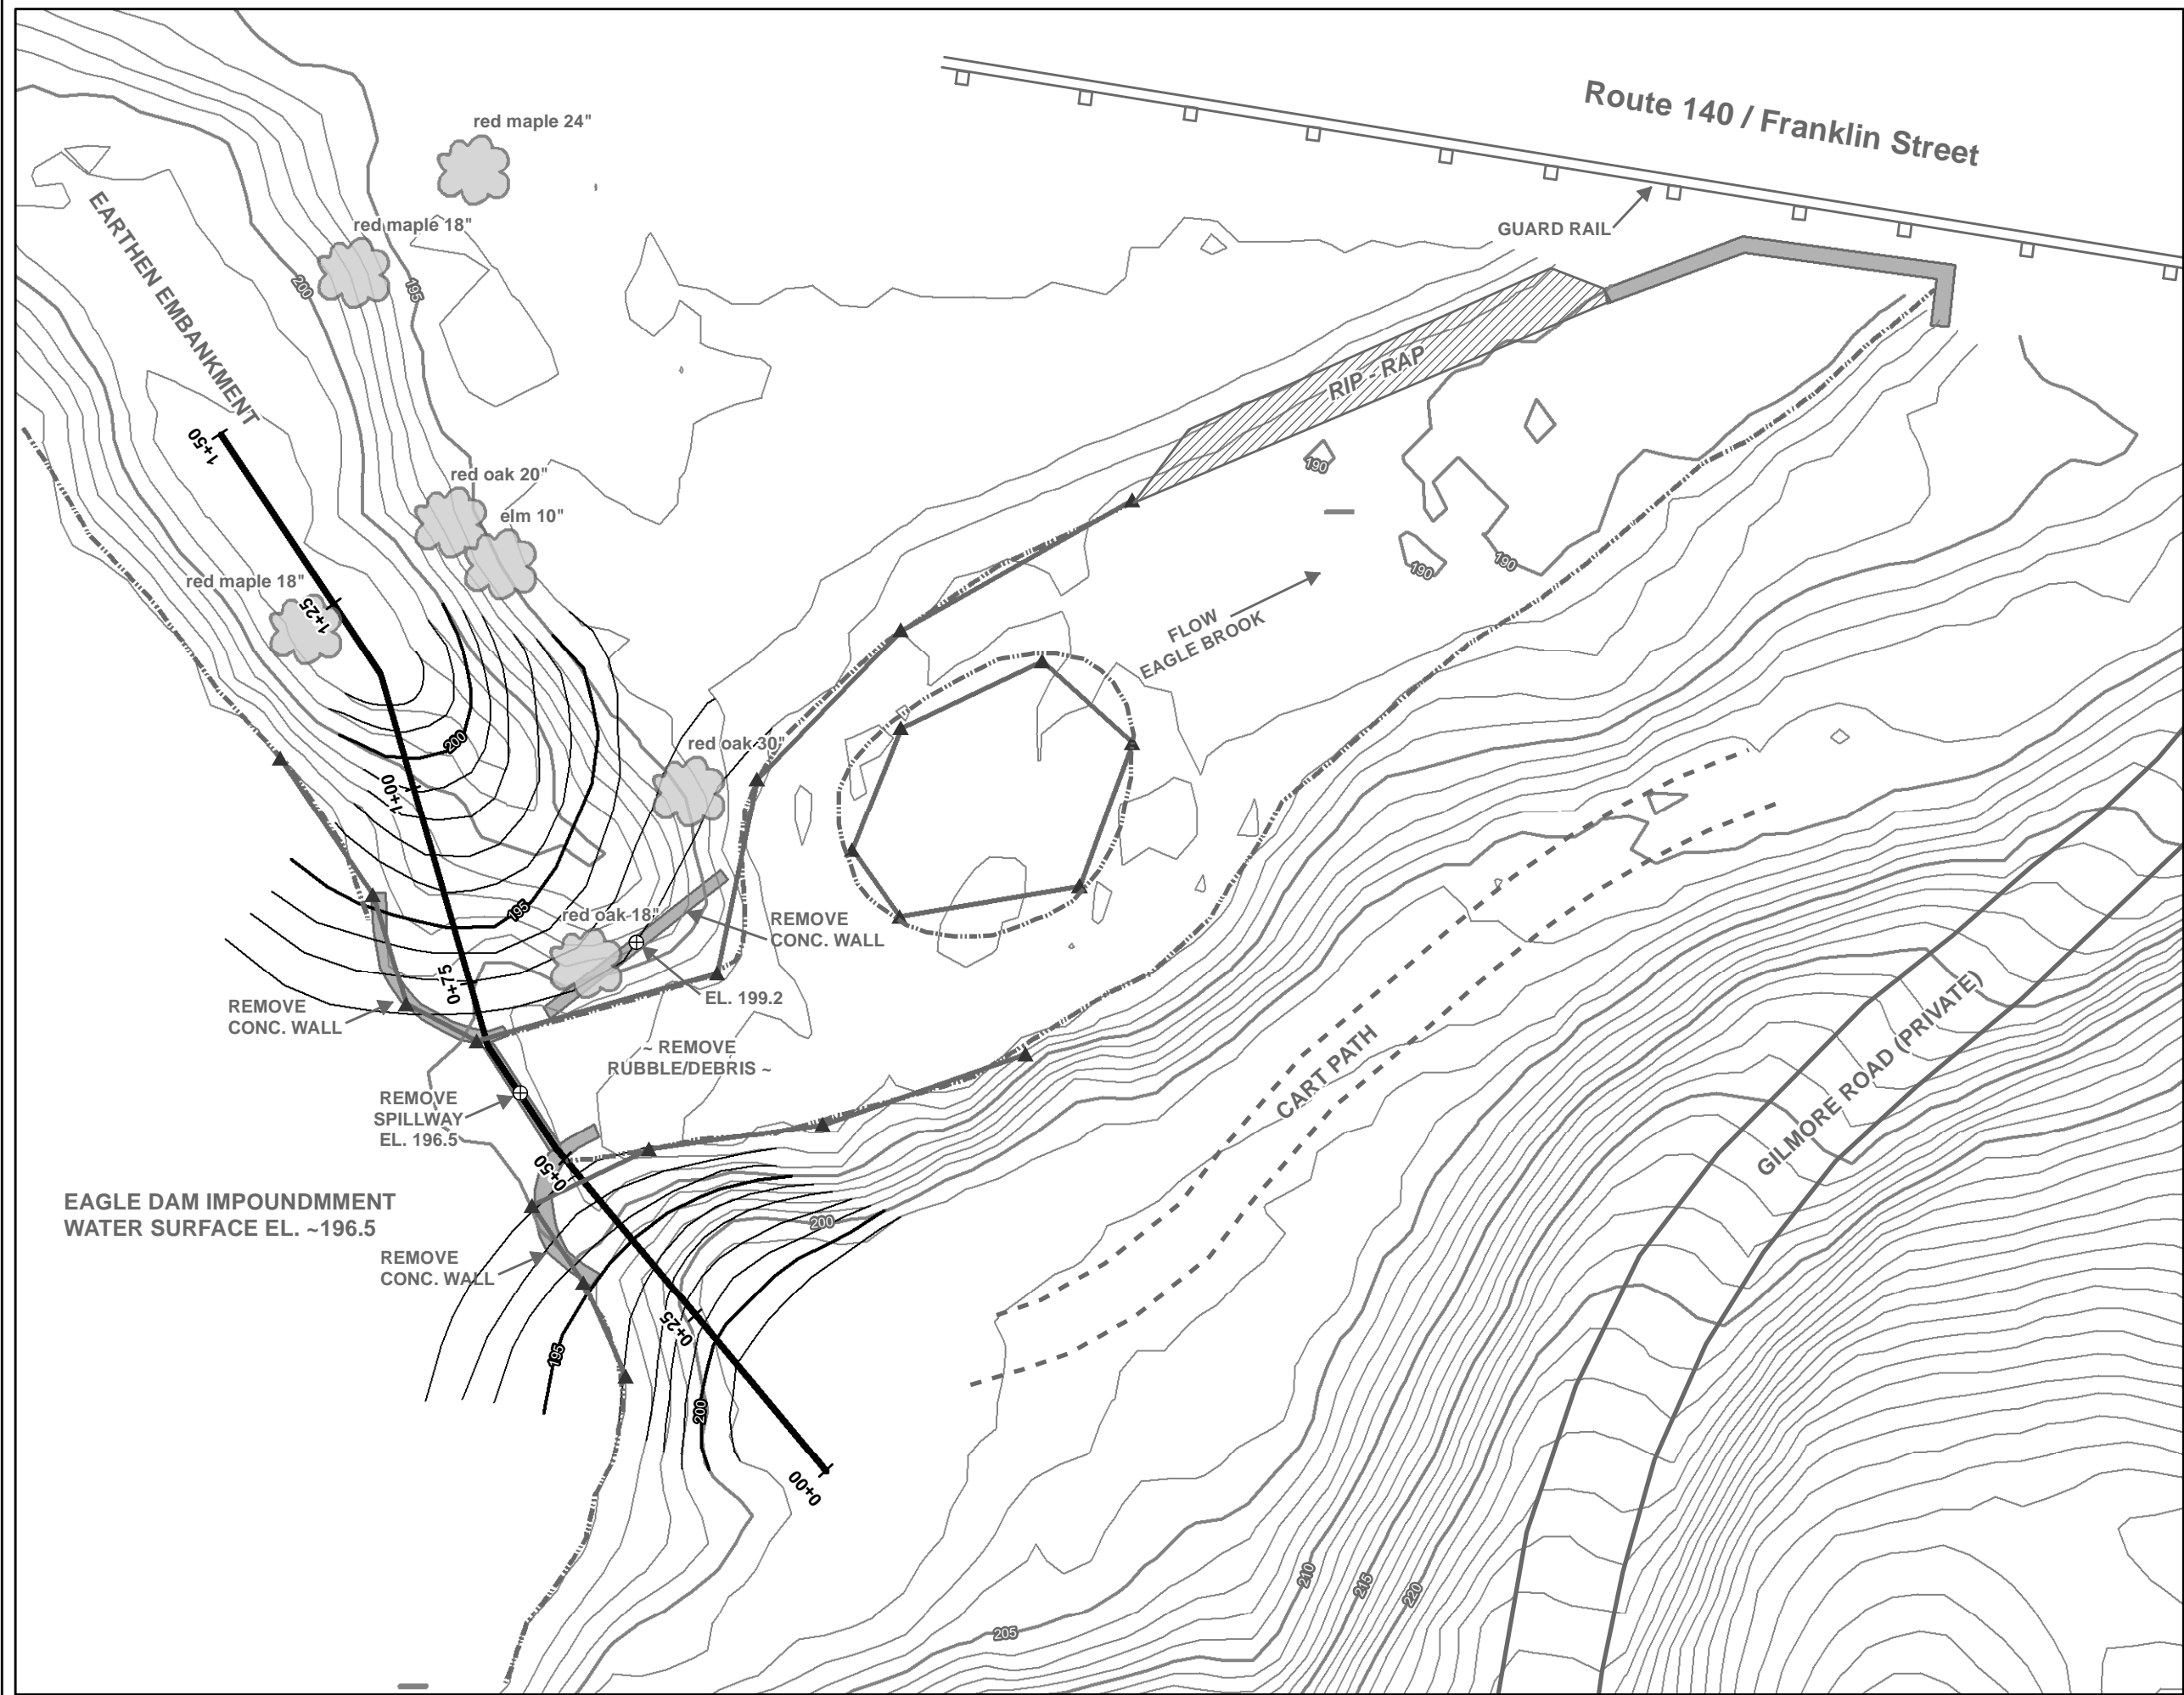 Route 140 / Franklin Street
red maple 24"
EARTHEN EMBANKMENT
red maple 18"
GUARD RAIL
200
195
RIP - RAP
1+50
190
red oak 20"
elm 10"
190
190
red maple 18"
1+25
FLOW
EAGLE BROOK
200
red oak 30"
1+00
195
red oak 18"
REMOVE
CONC. WALL
0+75
EL. 199.2
REMOVE
CONC. WALL
~ REMOVE
RUBBLE/DEBRIS ~
CART PATH
GILMORE ROAD (PRIVATE)
REMOVE
SPILLWAY
EL. 196.5
0+50
EAGLE DAM IMPOUNDMMENT
WATER SURFACE EL. ~196.5
200
REMOVE
CONC. WALL
0+25
195
200
0+00
210
215
220
205